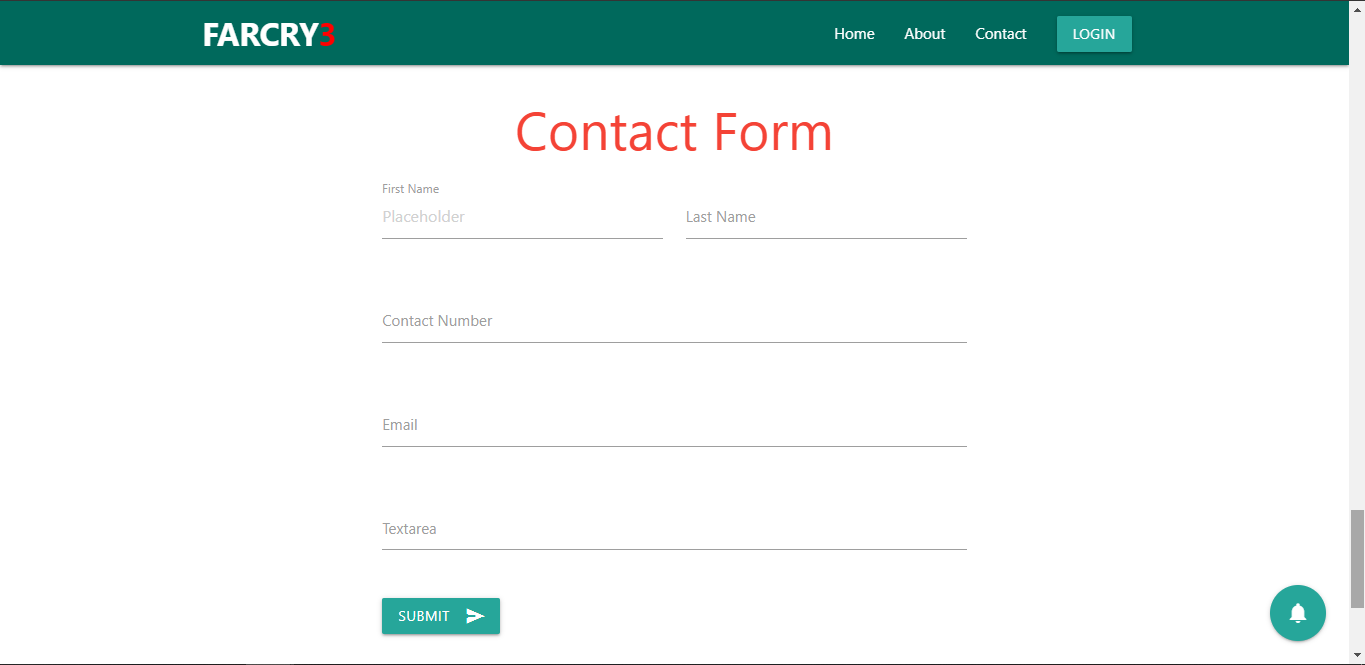 FARCRY3 Home About Contact LOGIN
Contact Form
First Name
Placeholder Last Name
Contact Number
Email
Textarea
SUBMIT